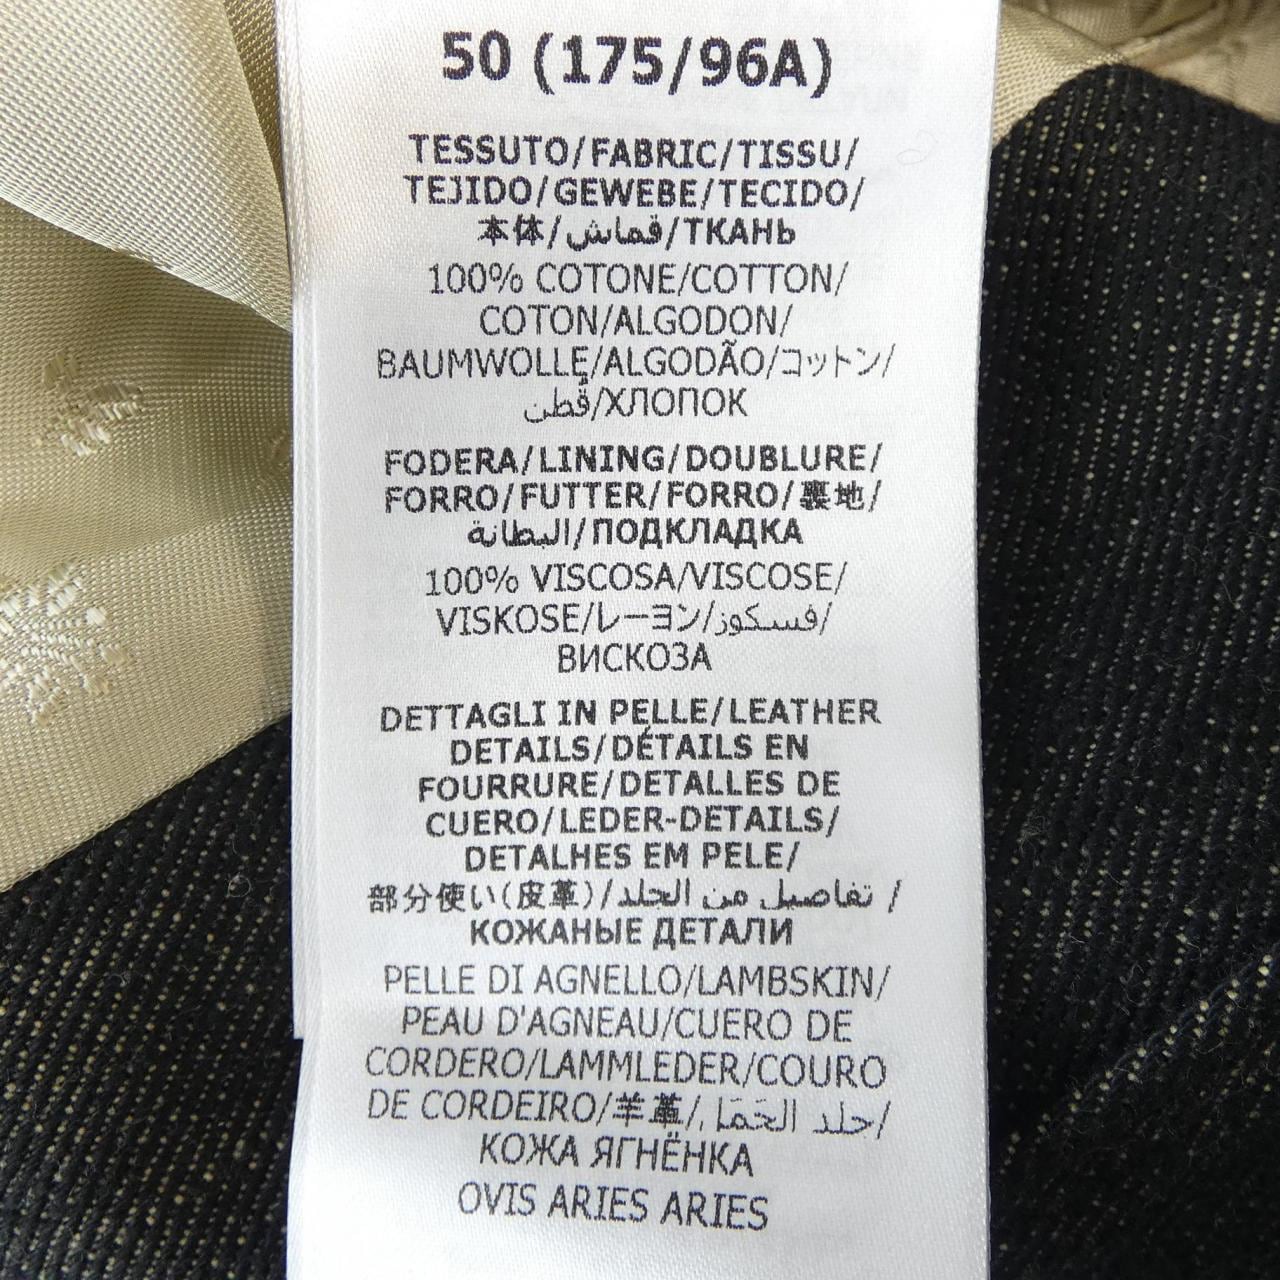 50 (175/96A)
TESSUTO/FABRIC/TISSU/
TEJIDO/GEWEBE/TECIDO/
本体/قماش/ТКАНЬ
100% COTONE/COTTON/
COTON/ALGODON/
BAUMWOLLE/ALGODÃO/コットン/
قُطن/ХЛОПОК
FODERA/LINING/DOUBLURE/
FORRO/FUTTER/FORRO/裏地/
البطانة/ПОДКЛАДКА
100% VISCOSA/VISCOSE/
VISKOSE/レーヨン/فسكوز/
ВИСКОЗА
DETTAGLI IN PELLE/LEATHER
DETAILS/DÉTAILS EN
FOURRURE/DETALLES DE
CUERO/LEDER-DETAILS/
DETALHES EM PELE/
部分使い(皮革)/تفاصيل من الجلد /
КОЖАНЫЕ ДЕТАЛИ
PELLE DI AGNELLO/LAMBSKIN/
PEAU D'AGNEAU/CUERO DE
CORDERO/LAMMLEDER/COURO
DE CORDEIRO/羊革/جلد الحَمَل/
КОЖА ЯГНЁНКА
OVIS ARIES ARIES